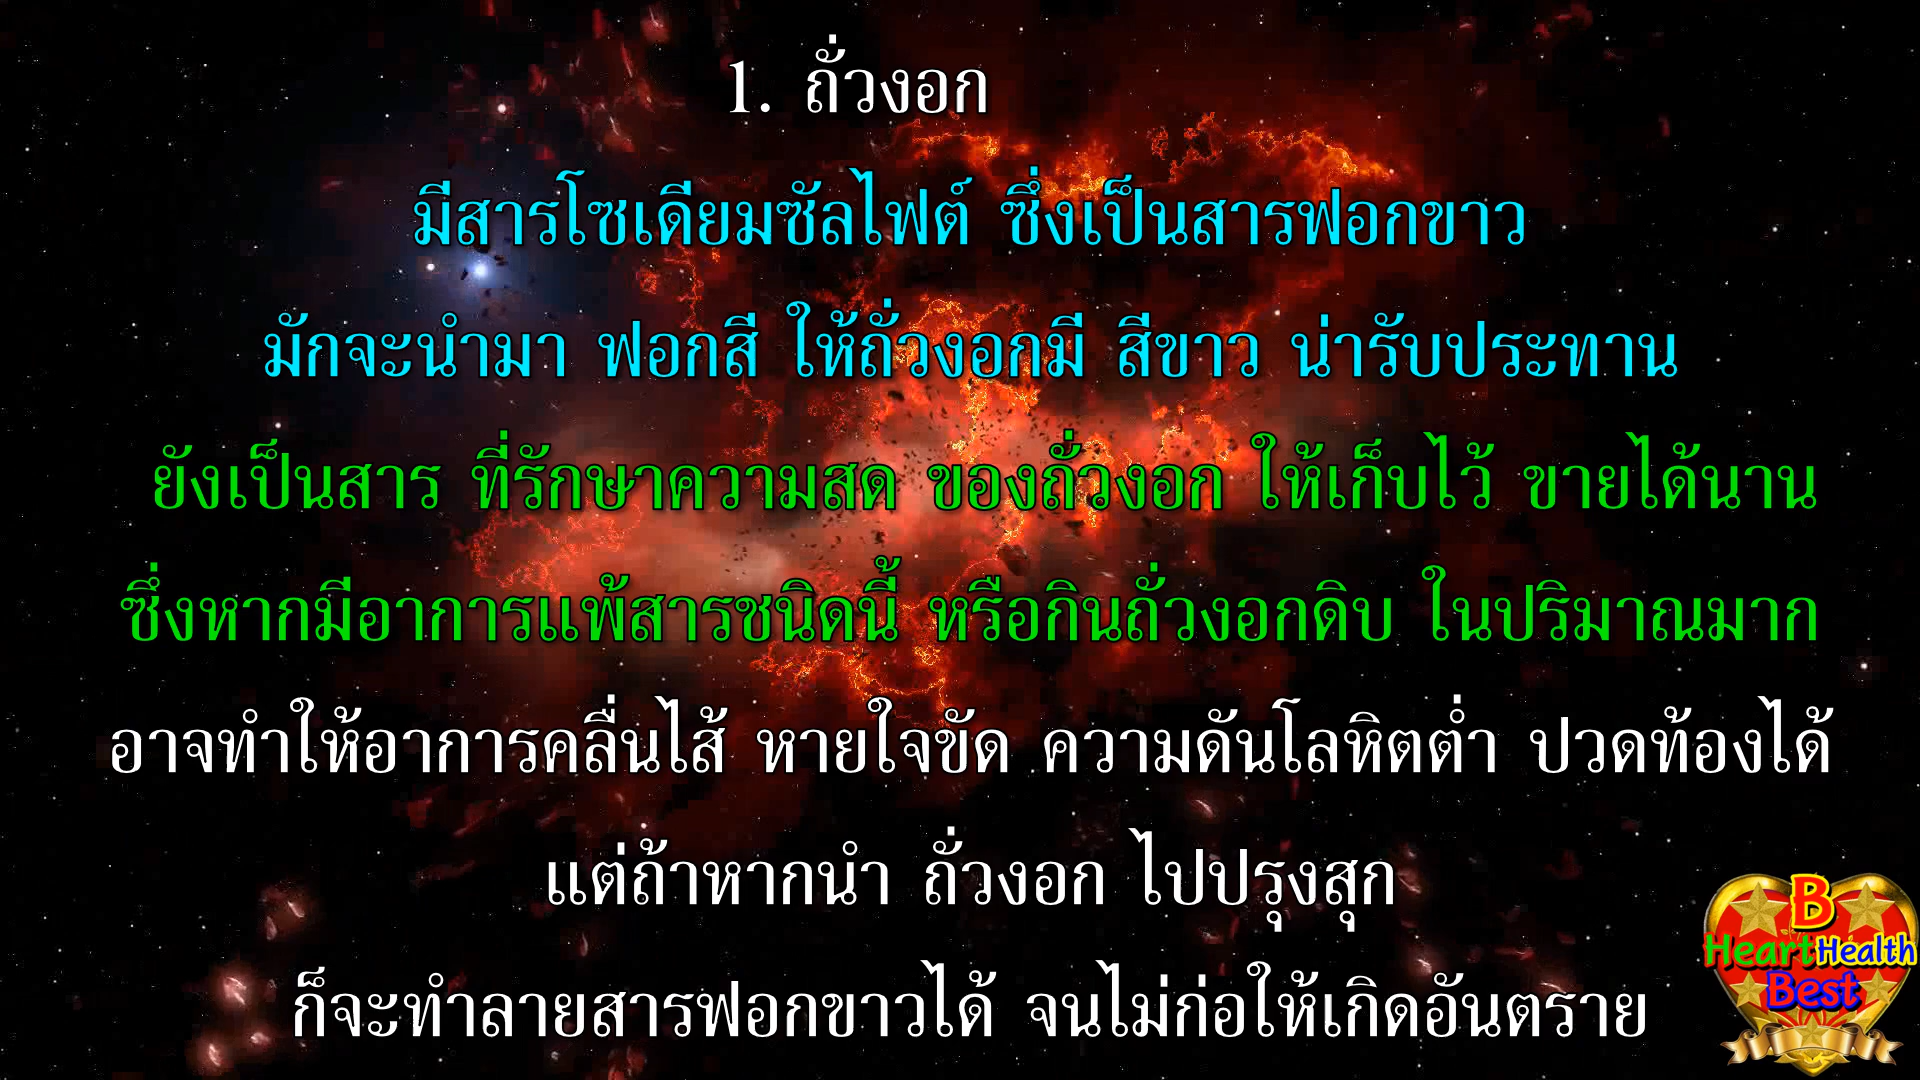 1. ถั่วงอก
มีสารโซเดียมซัลไฟต์ ซึ่งเป็นสารฟอกขาว
มักจะนำมา ฟอกสี ให้ถั่วงอกมี สีขาว น่ารับประทาน
ยังเป็นสาร ที่รักษาความสด ของถั่วงอก ให้เก็บไว้ ขายได้นาน
ซึ่งหากมีอาการแพ้สารชนิดนี้ หรือกินถั่วงอกดิบ ในปริมาณมาก
อาจทำให้อาการคลื่นไส้ หายใจขัด ความดันโลหิตต่ำ ปวดท้องได้
แต่ถ้าหากนำ ถั่วงอก ไปปรุงสุก
ก็จะทำลายสารฟอกขาวได้ จนไม่ก่อให้เกิดอันตราย
B
HeartHealth
Best